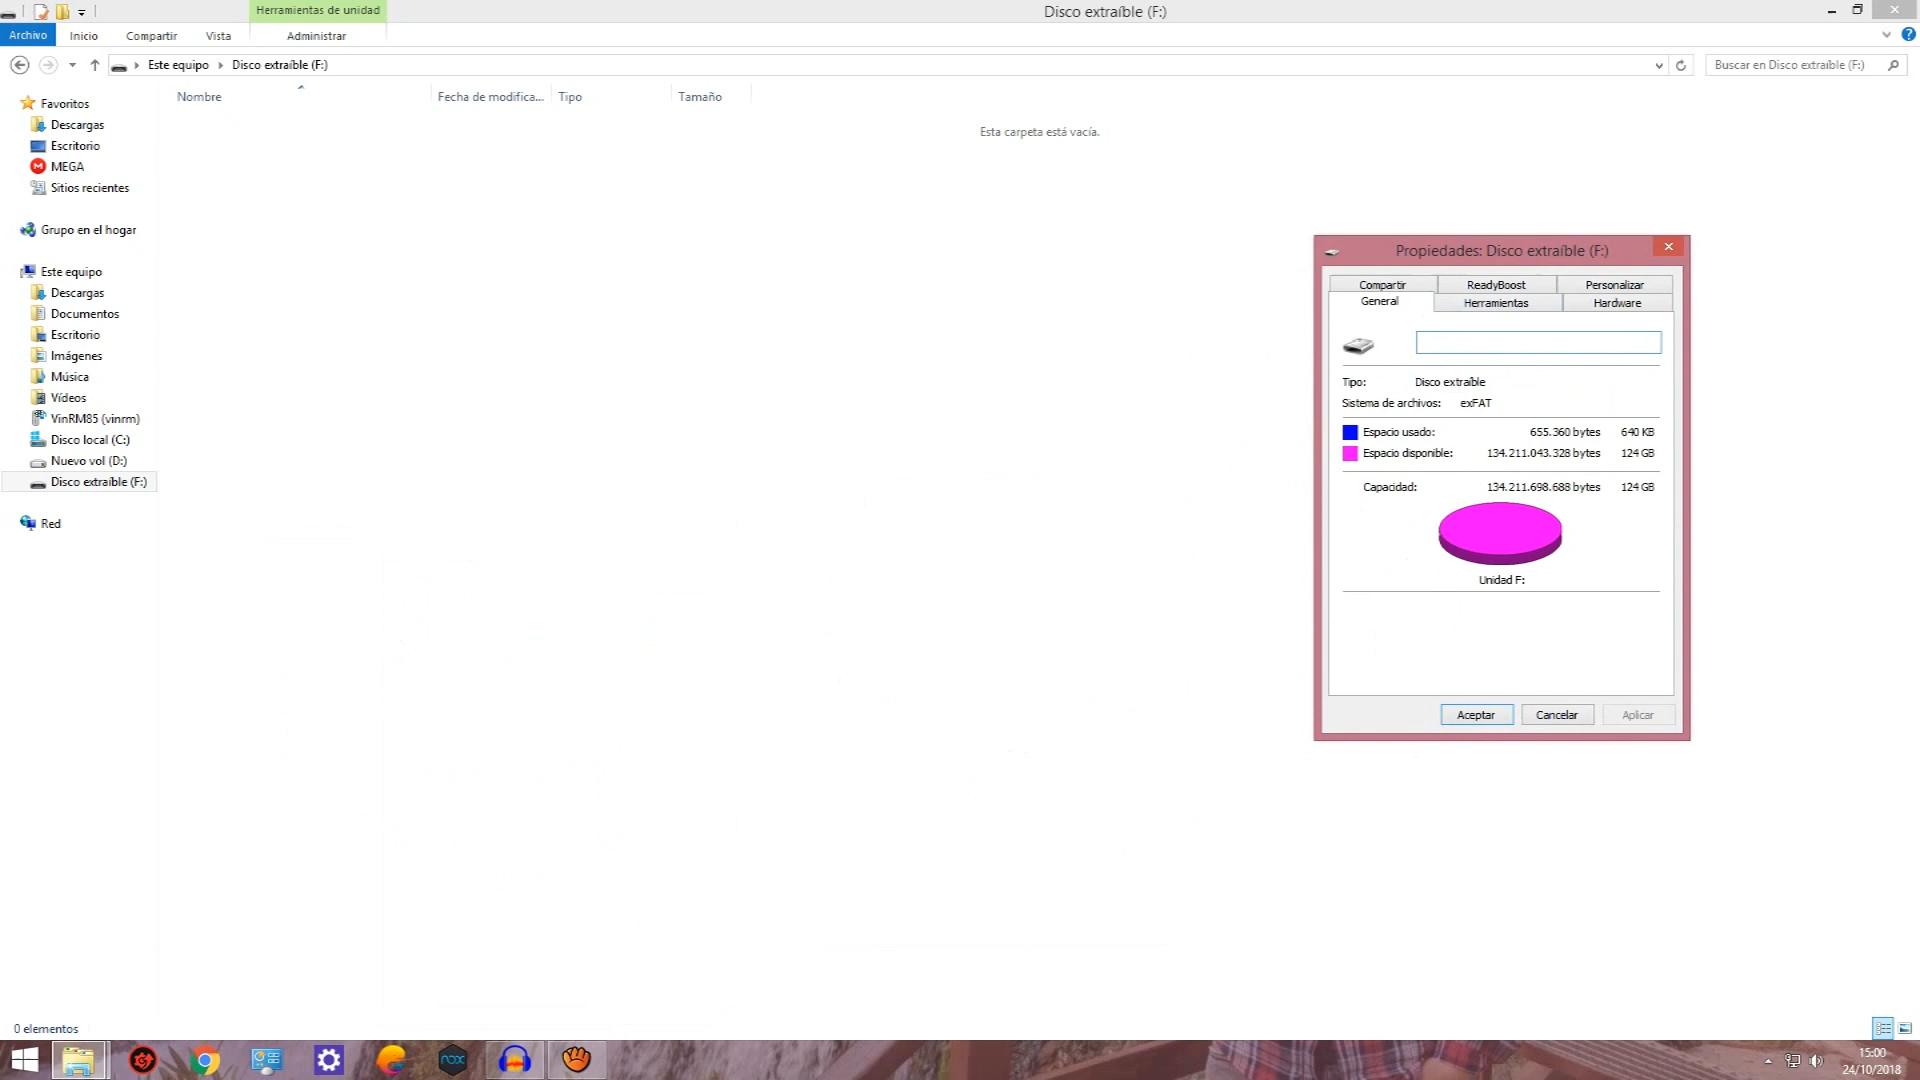 Herramientas de unidad
Disco extraíble (F:)
Archivo
Inicio
Compartir
Vista
Administrar
Este equipo
Disco extraíble (F:)
Buscar en Disco extraíble (F:)
Nombre
Fecha de modifica...
Tipo
Tamaño
Esta carpeta está vacía.
Favoritos
Descargas
Escritorio
MEGA
Sitios recientes
Grupo en el hogar
Este equipo
Descargas
Documentos
Escritorio
Imágenes
Música
Vídeos
VinRM85 (vinrm)
Disco local (C:)
Nuevo vol (D:)
Disco extraíble (F:)
Red
Propiedades: Disco extraíble (F:)
Compartir
ReadyBoost
Personalizar
General
Herramientas
Hardware
Tipo: Disco extraíble
Sistema de archivos: exFAT
Espacio usado: 655.360 bytes 640 KB
Espacio disponible: 134.211.043.328 bytes 124 GB
Capacidad: 134.211.698.688 bytes 124 GB
Unidad F:
Aceptar
Cancelar
Aplicar
0 elementos
nox
15:00
24/10/2018